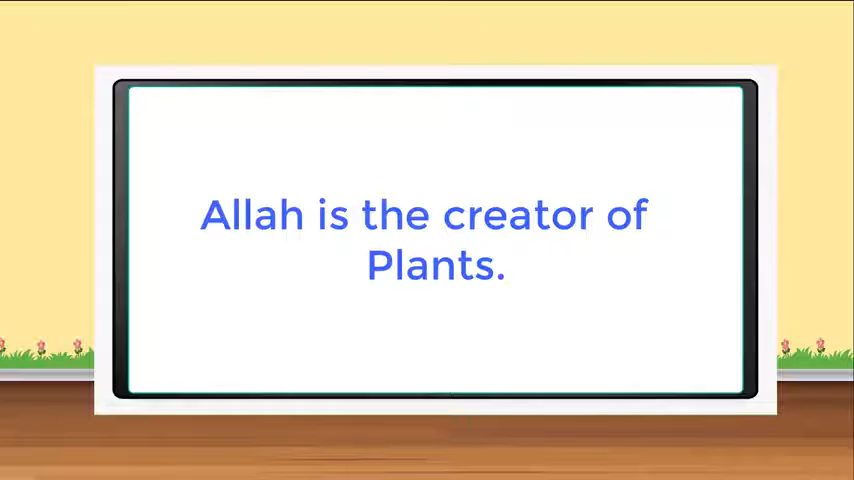 Allah is the creator of
Plants.